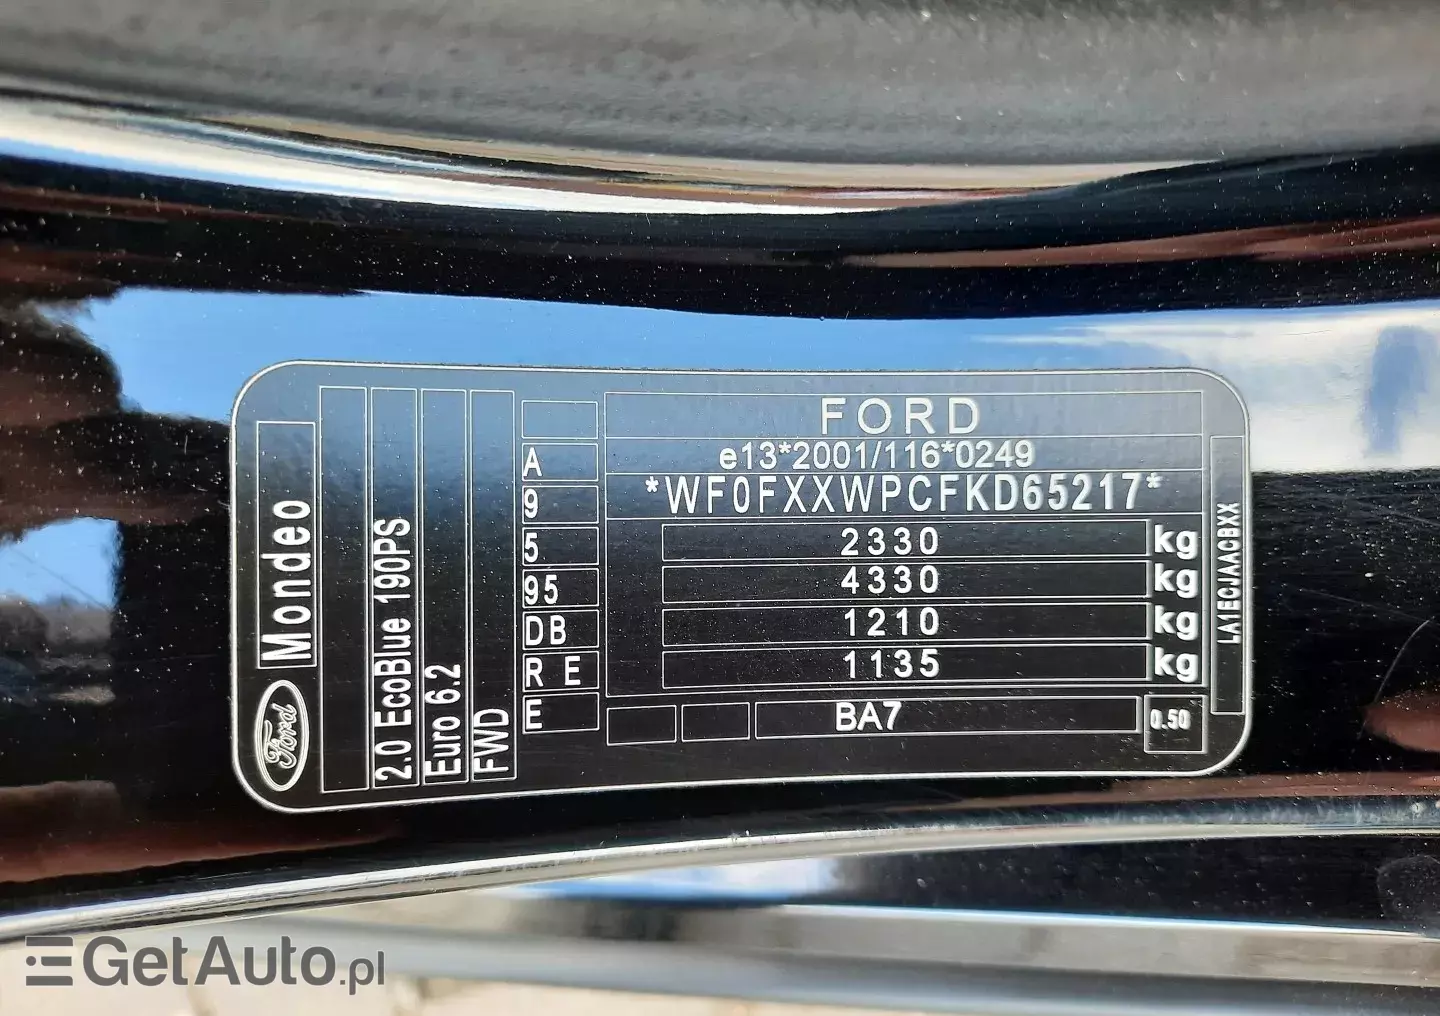 Ford
Mondeo
2.0 EcoBlue 190PS
Euro 6.2
FWD
A
9
5
95
DB
R E
E
FORD
e13*2001/116*0249
*WF0FXXWPCFKD65217*
2330 kg
4330 kg
1210 kg
1135 kg
BA7
0.50
LA1ECJAACBXX
GetAuto.pl